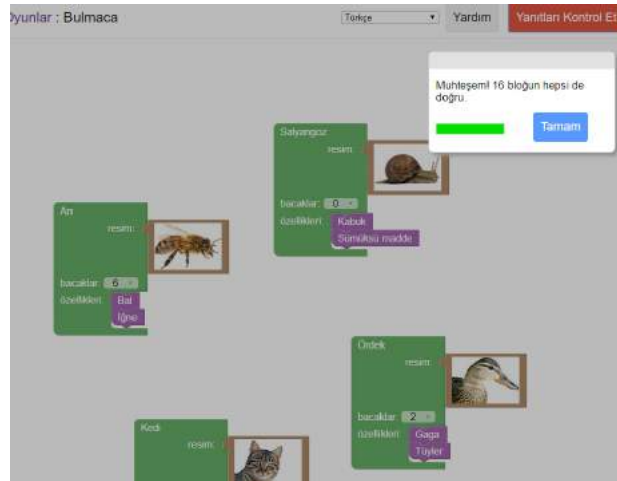 Oyunlar : Bulmaca
Türkçe
Yardım
Yanıtları Kontrol Et
Muhteşem! 16 bloğun hepsi de
doğru.
Tamam
Salyangoz
resim:
bacaklar: 0
özellikleri: Kabuk
Sümüksü madde
Arı
resim:
bacaklar: 6
özellikleri: Bal
İğne
Ördek
resim:
bacaklar: 2
özellikleri: Gaga
Tüyler
Kedi
resim: